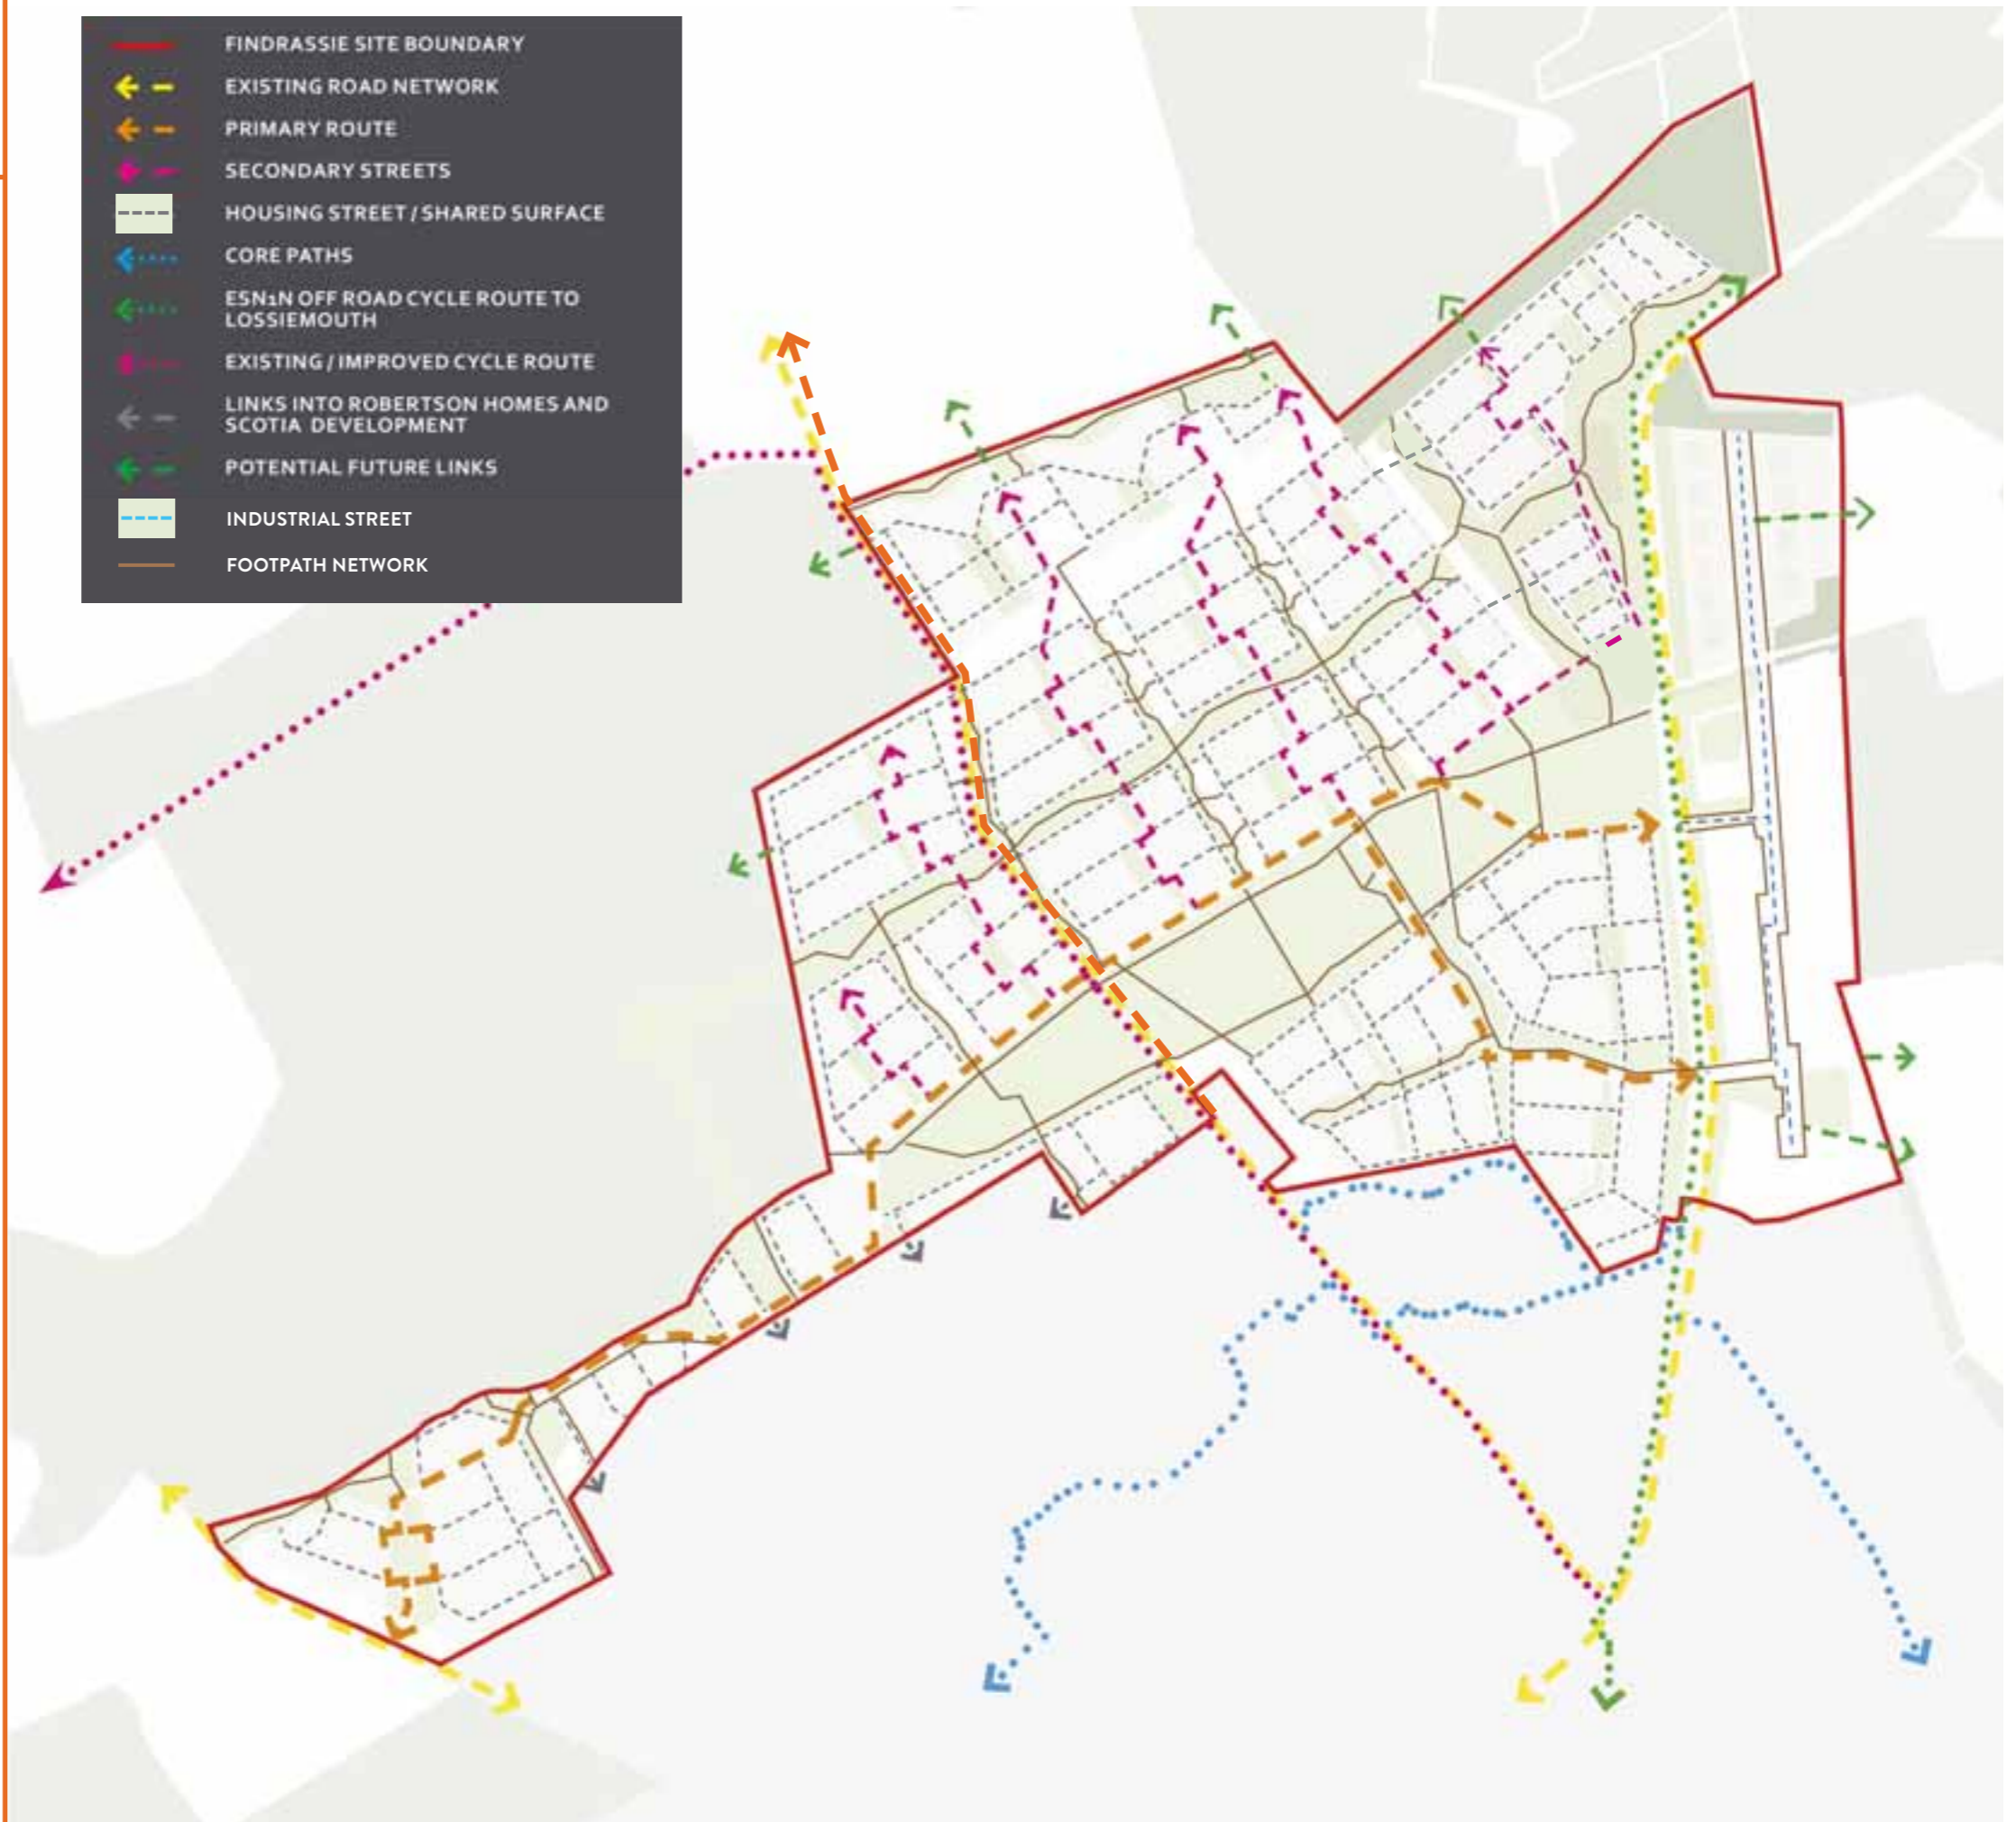 FINDRASSIE SITE BOUNDARY
EXISTING ROAD NETWORK
PRIMARY ROUTE
SECONDARY STREETS
HOUSING STREET / SHARED SURFACE
CORE PATHS
ESN1N OFF ROAD CYCLE ROUTE TO
LOSSIEMOUTH
EXISTING / IMPROVED CYCLE ROUTE
LINKS INTO ROBERTSON HOMES AND
SCOTIA DEVELOPMENT
POTENTIAL FUTURE LINKS
INDUSTRIAL STREET
FOOTPATH NETWORK